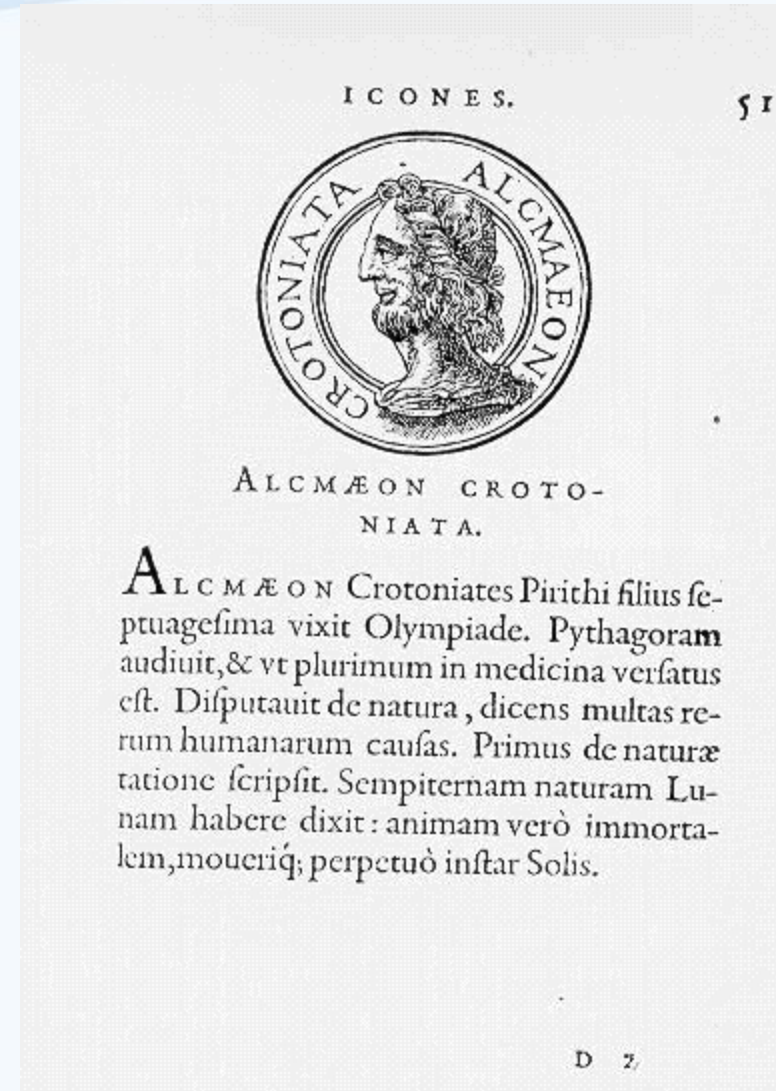 ICONES. 51
CROTONIATA ALCMAEON
ALCMÆON CROTO-
NIATA.
ALCMÆON Crotoniates Pirithi filius ſe-
ptuageſima vixit Olympiade. Pythagoram
audiuit,& vt plurimum in medicina verſatus
eſt. Diſputauit de natura, dicens multas re-
rum humanarum cauſas. Primus de naturæ
ratione ſcripſit. Sempiternam naturam Lu-
nam habere dixit: animam verò immorta-
lem,moueriq́; perpetuò inſtar Solis.
D 2